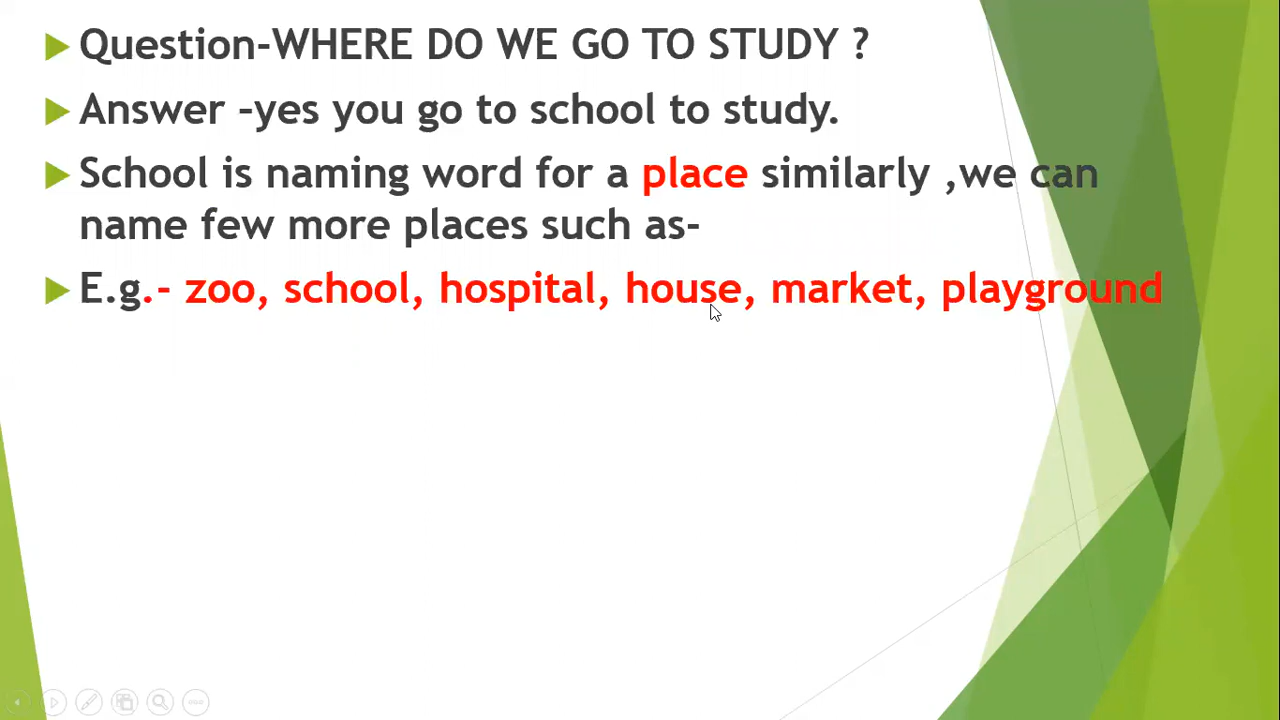 Question-WHERE DO WE GO TO STUDY ?
Answer -yes you go to school to study.
School is naming word for a place similarly ,we can
name few more places such as-
E.g.- zoo, school, hospital, house, market, playground